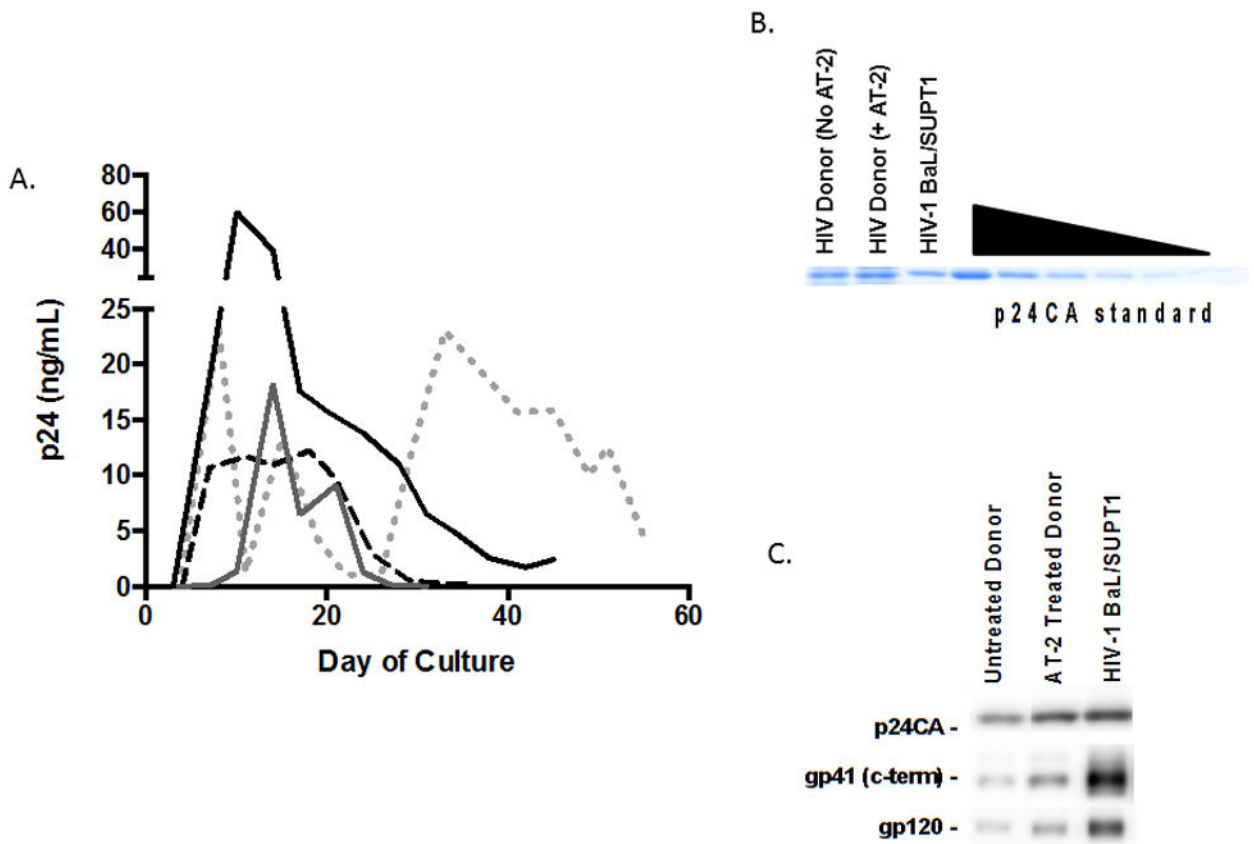 A.
80
60
40
25
20
15
10
5
0
p24 (ng/mL)
0 20 40 60
Day of Culture
B.
HIV Donor (No AT-2)
HIV Donor (+ AT-2)
HIV-1 BaL/SUPT1
p24CA standard
C.
Untreated Donor
AT-2 Treated Donor
HIV-1 BaL/SUPT1
p24CA -
gp41 (c-term) -
gp120 -